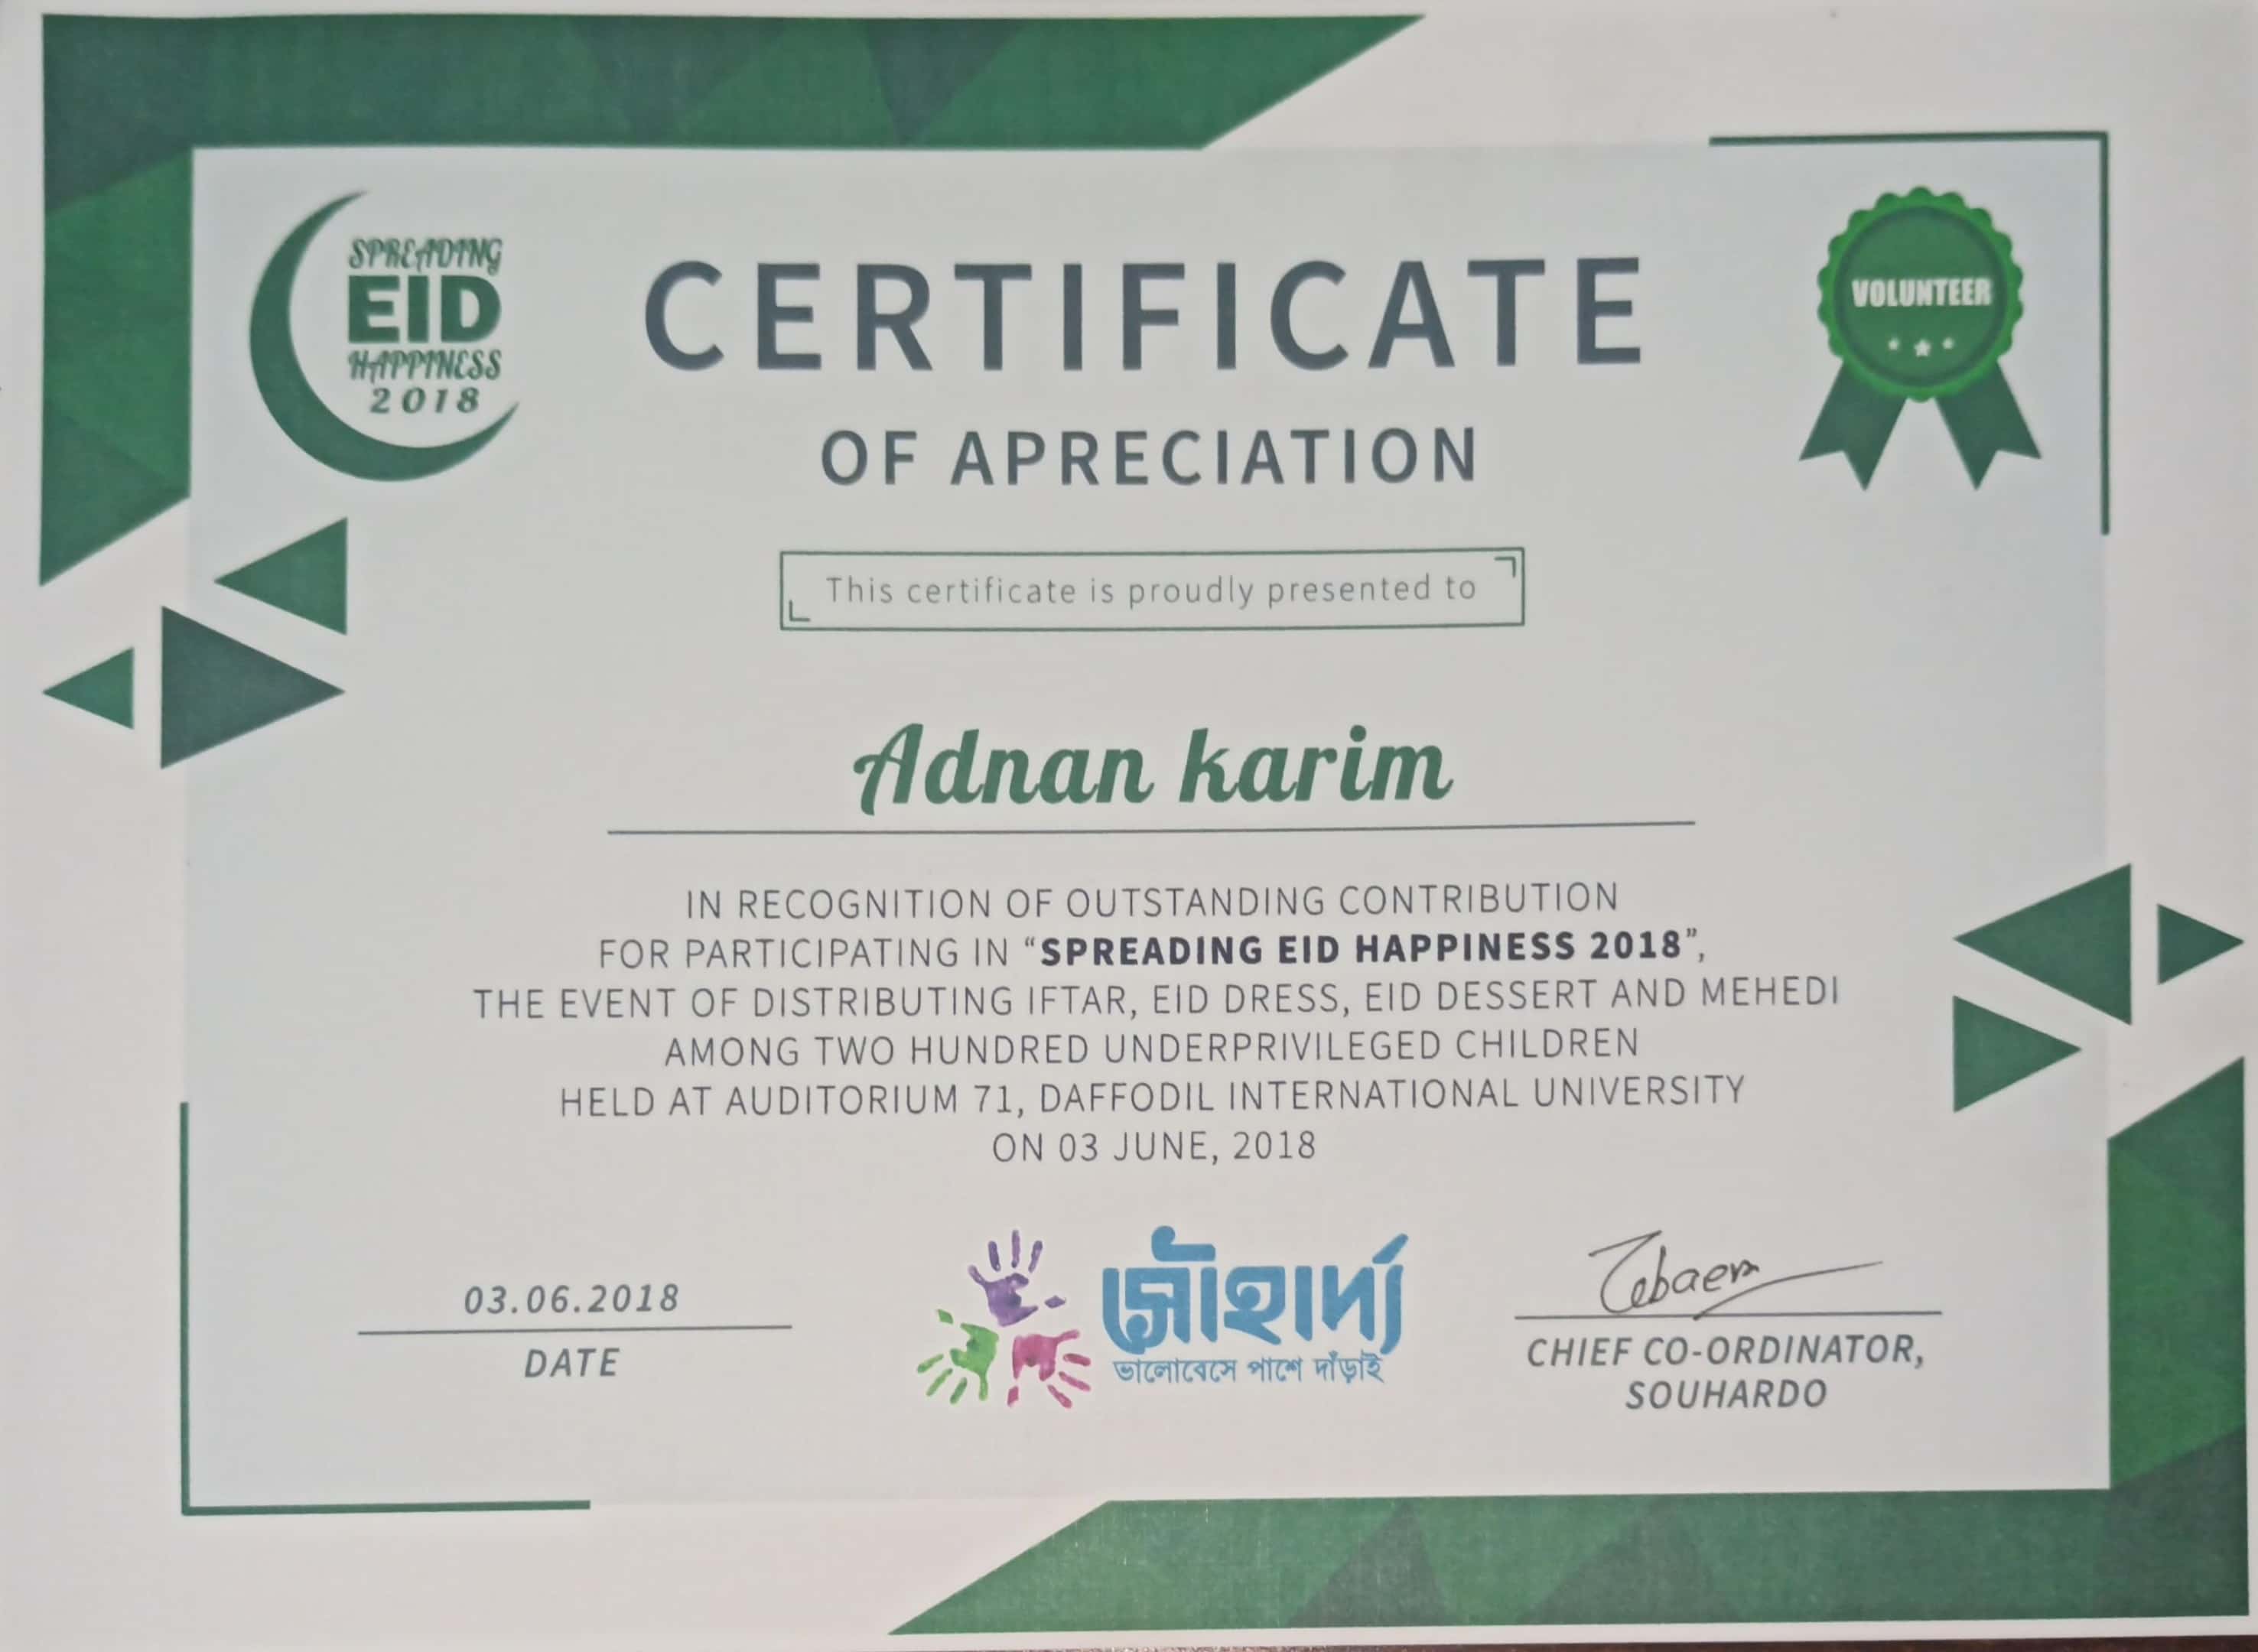 SPREADING
EID
HAPPINESS
2018
CERTIFICATE
OF APRECIATION
VOLUNTEER
This certificate is proudly presented to
Adnan karim
IN RECOGNITION OF OUTSTANDING CONTRIBUTION
FOR PARTICIPATING IN “SPREADING EID HAPPINESS 2018”,
THE EVENT OF DISTRIBUTING IFTAR, EID DRESS, EID DESSERT AND MEHEDI
AMONG TWO HUNDRED UNDERPRIVILEGED CHILDREN
HELD AT AUDITORIUM 71, DAFFODIL INTERNATIONAL UNIVERSITY
ON 03 JUNE, 2018
03.06.2018
DATE
সৌহার্দ্য
ভালোবেসে পাশে দাঁড়াই
CHIEF CO-ORDINATOR,
SOUHARDO